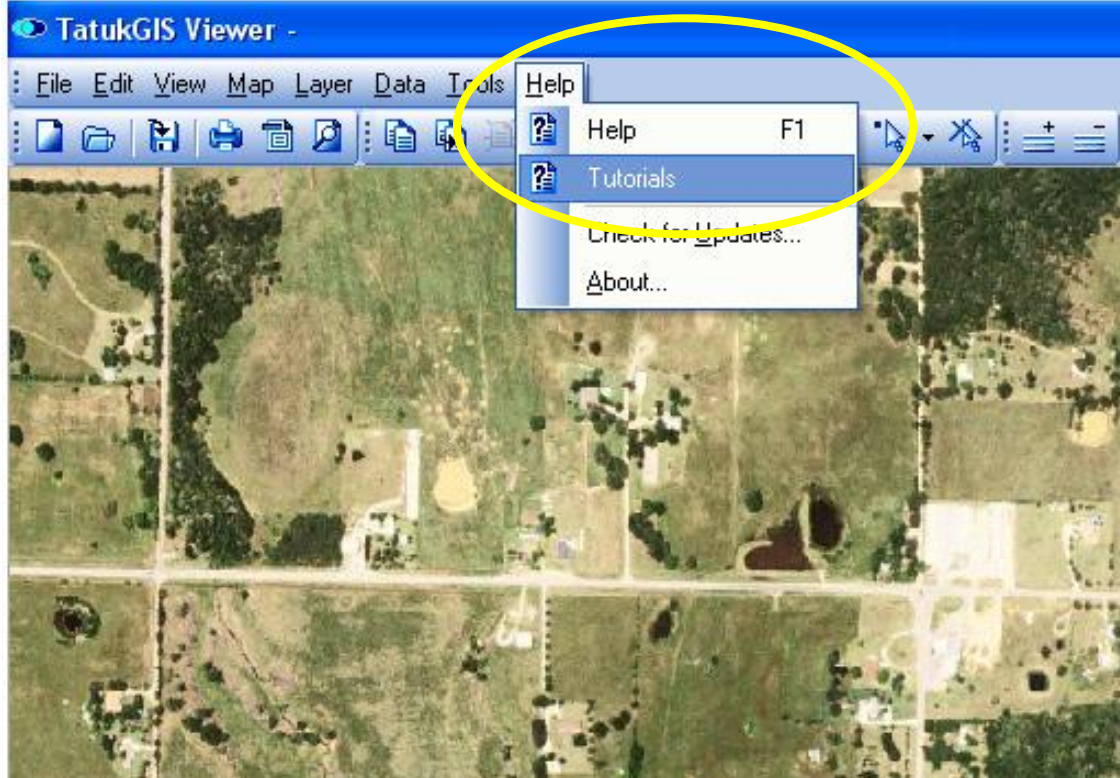 TatukGIS Viewer -
File Edit View Map Layer Data Tools Help
Help F1
Tutorials
Check for Updates...
About...